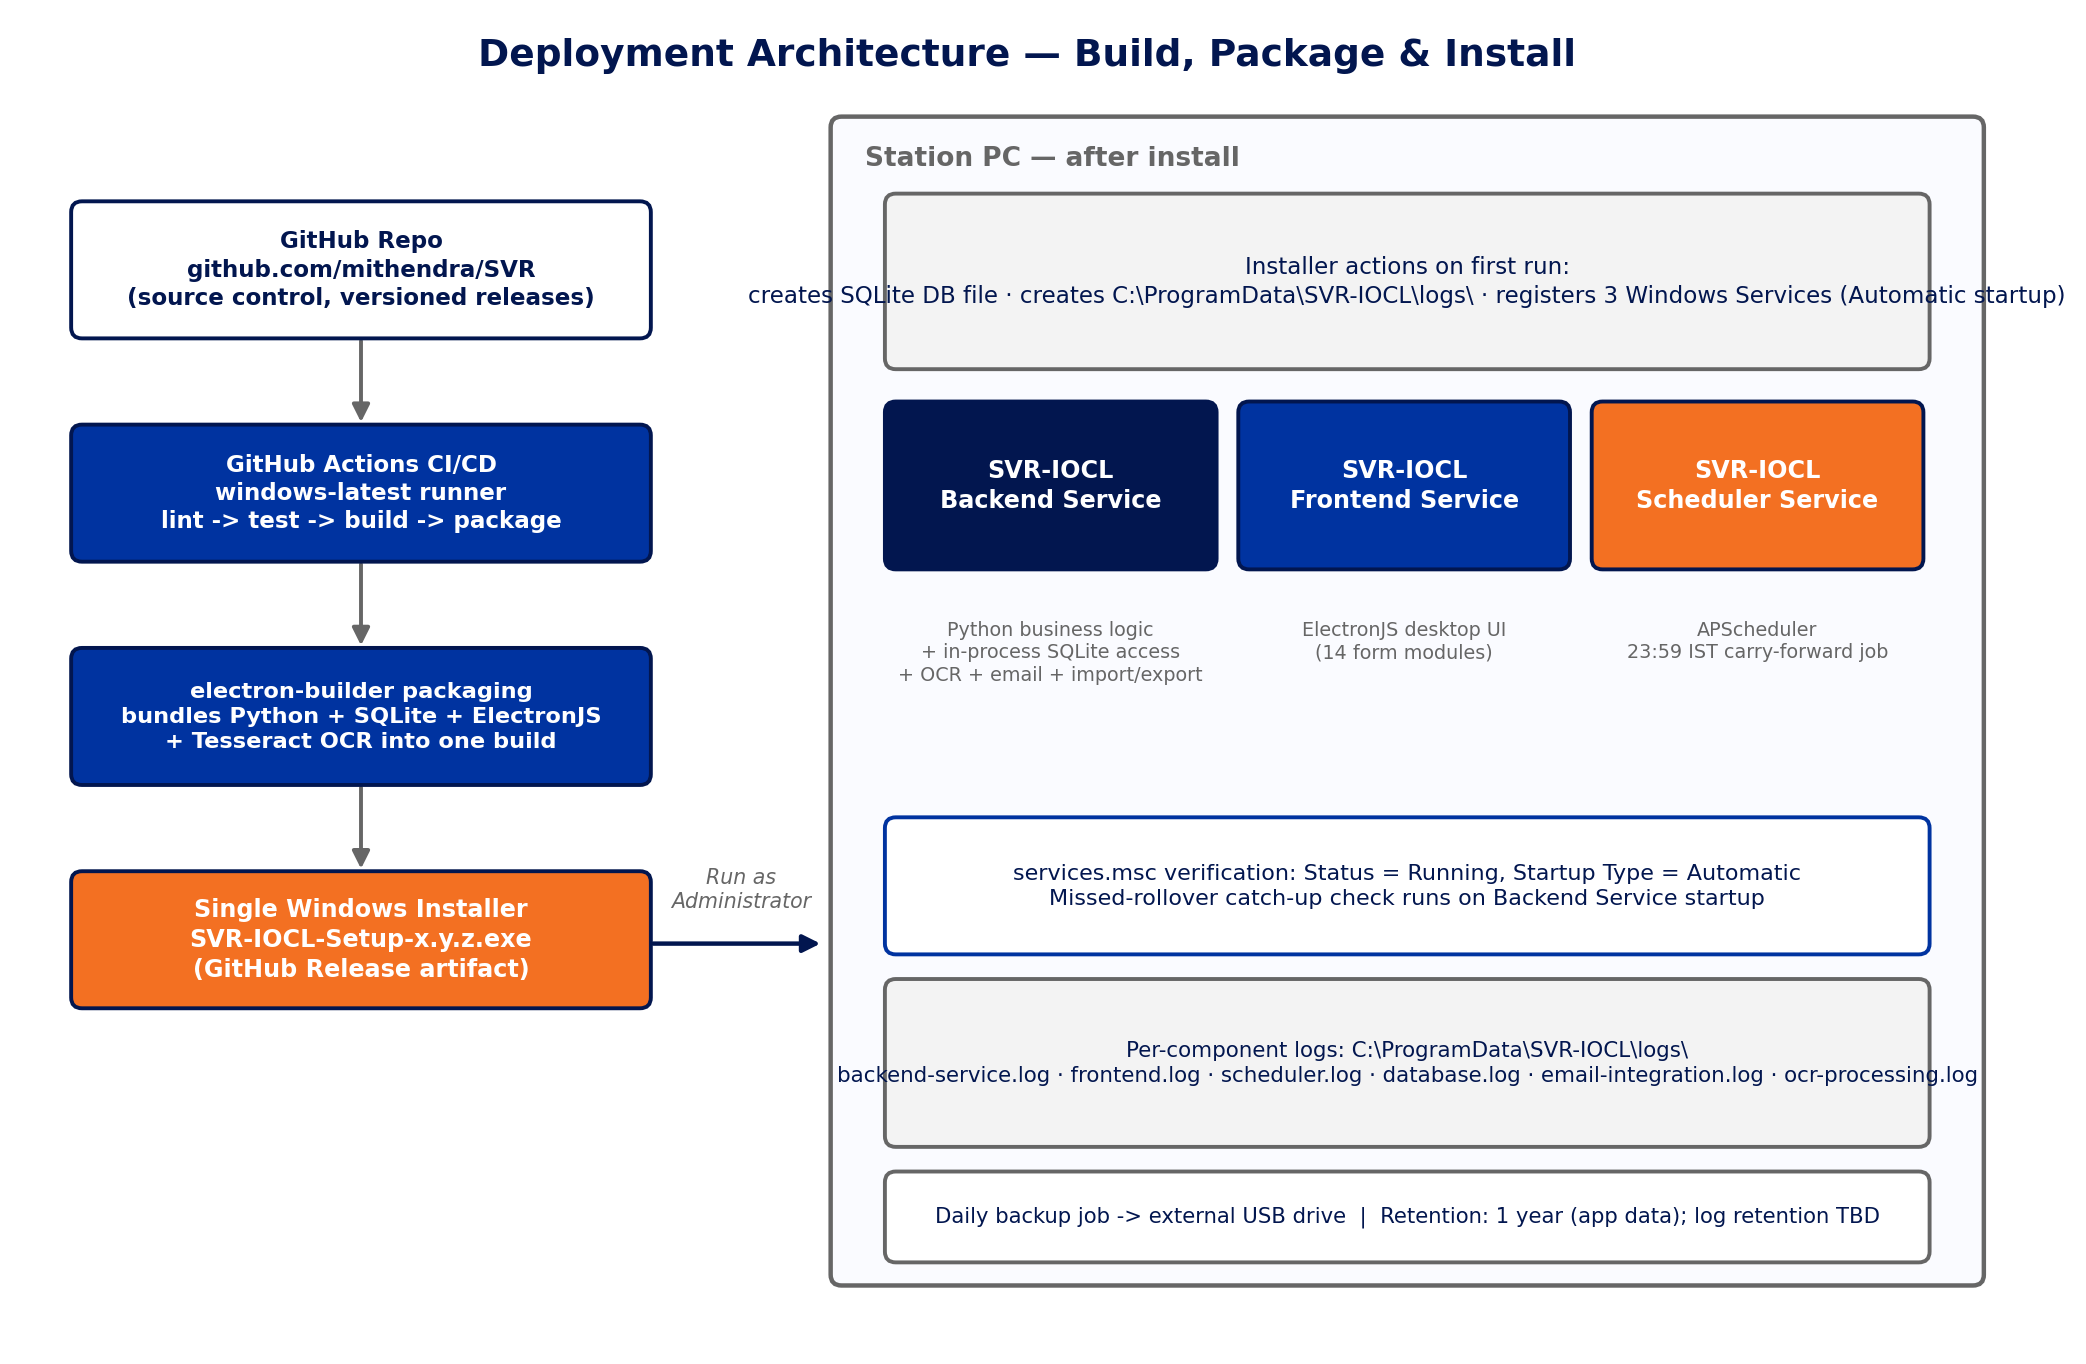 Deployment Architecture — Build, Package & Install
GitHub Repo
github.com/mithendra/SVR
(source control, versioned releases)
GitHub Actions CI/CD
windows-latest runner
lint -> test -> build -> package
electron-builder packaging
bundles Python + SQLite + ElectronJS
+ Tesseract OCR into one build
Single Windows Installer
SVR-IOCL-Setup-x.y.z.exe
(GitHub Release artifact)
Run as
Administrator
Station PC — after install
Installer actions on first run:
creates SQLite DB file · creates C:\ProgramData\SVR-IOCL\logs\ · registers 3 Windows Services (Automatic startup)
SVR-IOCL
Backend Service
SVR-IOCL
Frontend Service
SVR-IOCL
Scheduler Service
Python business logic
+ in-process SQLite access
+ OCR + email + import/export
ElectronJS desktop UI
(14 form modules)
APScheduler
23:59 IST carry-forward job
services.msc verification: Status = Running, Startup Type = Automatic
Missed-rollover catch-up check runs on Backend Service startup
Per-component logs: C:\ProgramData\SVR-IOCL\logs\
backend-service.log · frontend.log · scheduler.log · database.log · email-integration.log · ocr-processing.log
Daily backup job -> external USB drive | Retention: 1 year (app data); log retention TBD